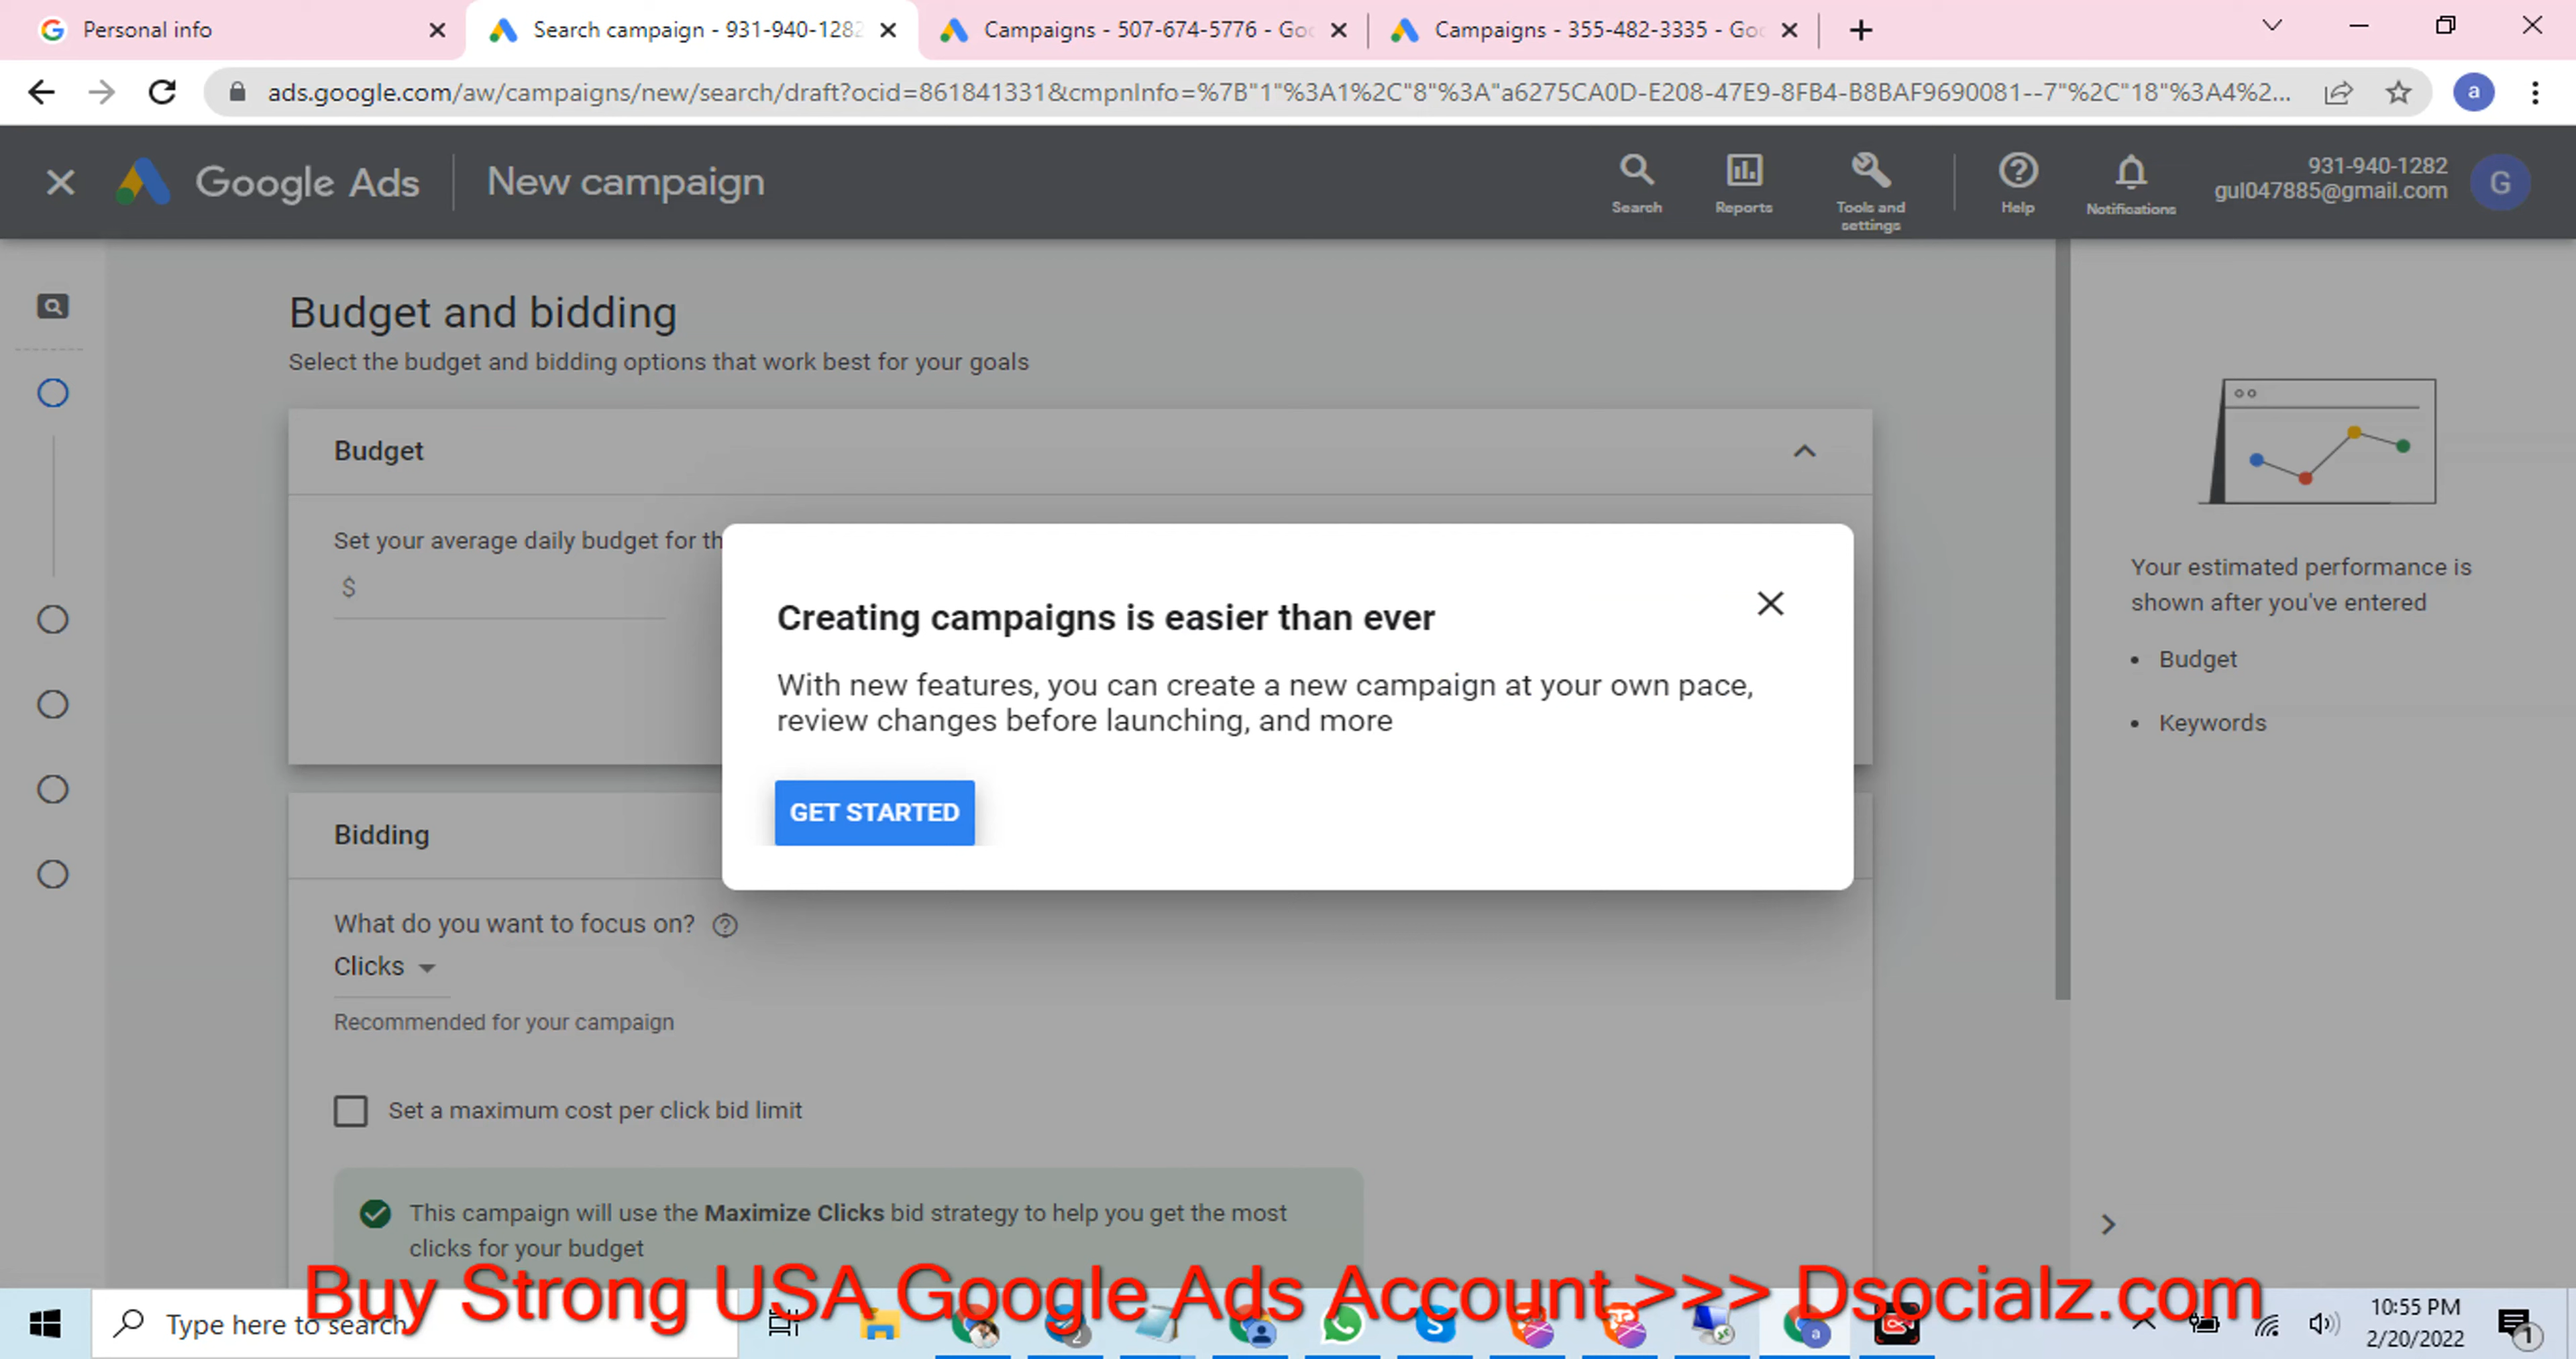 Personal info
Search campaign - 931-940-1282
Campaigns - 507-674-5776 - Goo
Campaigns - 355-482-3335 - Goo
ads.google.com/aw/campaigns/new/search/draft?ocid=861841331&cmpnInfo=%7B"1"%3A1%2C"8"%3A"a6275CA0D-E208-47E9-8FB4-B8BAF9690081--7"%2C"18"%3A4%2...
a
Google Ads
New campaign
Search
Reports
Tools and
settings
Help
Notifications
931-940-1282
gul047885@gmail.com
G
Budget and bidding
Select the budget and bidding options that work best for your goals
Budget
Set your average daily budget for th
$
Creating campaigns is easier than ever
With new features, you can create a new campaign at your own pace,
review changes before launching, and more
GET STARTED
Your estimated performance is
shown after you've entered
• Budget
• Keywords
Bidding
What do you want to focus on?
Clicks
Recommended for your campaign
Set a maximum cost per click bid limit
This campaign will use the Maximize Clicks bid strategy to help you get the most
clicks for your budget
Buy Strong USA Google Ads Account >>> Dsocialz.com
Type here to search
2
a
10:55 PM
2/20/2022
1